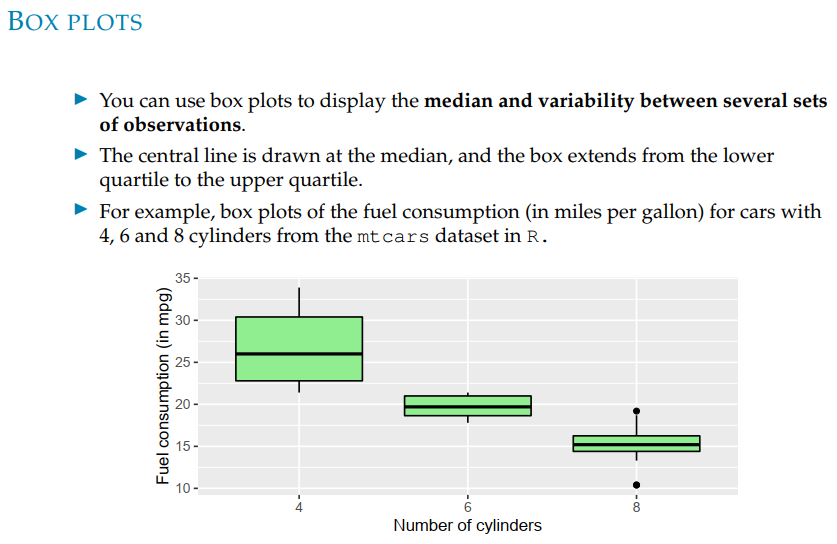 BOX PLOTS
You can use box plots to display the median and variability between several sets
of observations.
The central line is drawn at the median, and the box extends from the lower
quartile to the upper quartile.
For example, box plots of the fuel consumption (in miles per gallon) for cars with
4, 6 and 8 cylinders from the mtcars dataset in R.
Fuel consumption (in mpg)
35
30
25
20
15
10
4 6 8
Number of cylinders